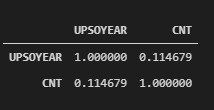 UPSOYEAR CNT
UPSOYEAR 1.000000 0.114679
CNT 0.114679 1.000000